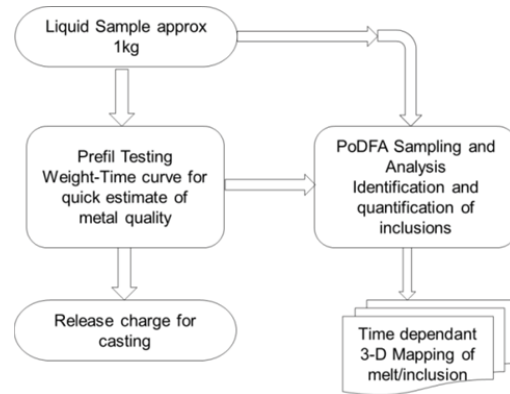 Liquid Sample approx
1kg
Prefil Testing
Weight-Time curve for
quick estimate of
metal quality
PoDFA Sampling and
Analysis
Identification and
quantification of
inclusions
Release charge for
casting
Time dependant
3-D Mapping of
melt/inclusion